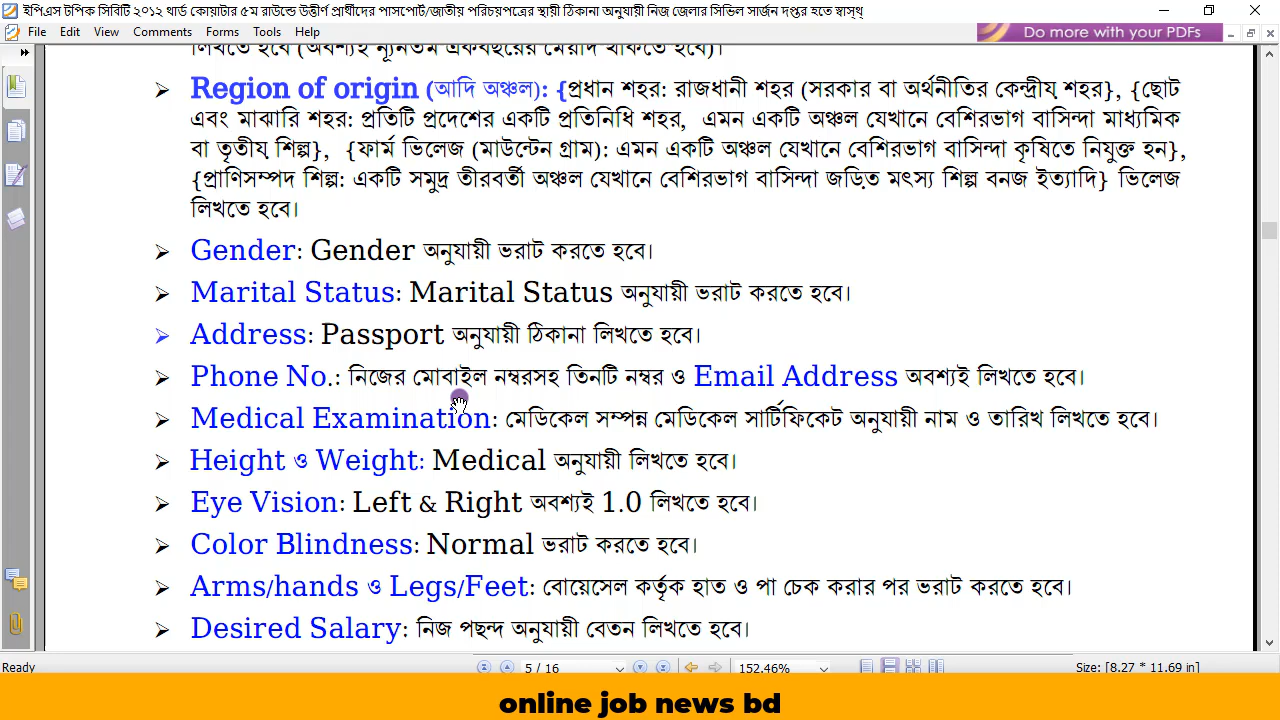 ইপিএস টপিক সিবিটি ২০১২ থার্ড কোয়াটার ৫ম রাউন্ডে উত্তীর্ণ প্রার্থীদের পাসপোর্ট/জাতীয় পরিচয়পত্রের স্থায়ী ঠিকানা অনুযায়ী নিজ জেলার সিভিল সার্জন দপ্তর হতে স্বাস্থ
File Edit View Comments Forms Tools Help
Do more with your PDFs
লিখতে হবে (অবশ্যই ন্যূনতম একবছরের মেয়াদ থাকতে হবে)।
➢ Region of origin (আদি অঞ্চল): {প্রধান শহর: রাজধানী শহর (সরকার বা অর্থনীতির কেন্দ্রীয় শহর}, {ছোট
এবং মাঝারি শহর: প্রতিটি প্রদেশের একটি প্রতিনিধি শহর, এমন একটি অঞ্চল যেখানে বেশিরভাগ বাসিন্দা মাধ্যমিক
বা তৃতীয় শিল্প}, {ফার্ম ভিলেজ (মাউন্টেন গ্রাম): এমন একটি অঞ্চল যেখানে বেশিরভাগ বাসিন্দা কৃষিতে নিযুক্ত হন},
{প্রাণিসম্পদ শিল্প: একটি সমুদ্র তীরবর্তী অঞ্চল যেখানে বেশিরভাগ বাসিন্দা জড়িত মৎস্য শিল্প বনজ ইত্যাদি} ভিলেজ
লিখতে হবে।
➢ Gender: Gender অনুযায়ী ভরাট করতে হবে।
➢ Marital Status: Marital Status অনুযায়ী ভরাট করতে হবে।
➢ Address: Passport অনুযায়ী ঠিকানা লিখতে হবে।
➢ Phone No.: নিজের মোবাইল নম্বরসহ তিনটি নম্বর ও Email Address অবশ্যই লিখতে হবে।
➢ Medical Examination: মেডিকেল সম্পন্ন মেডিকেল সার্টিফিকেট অনুযায়ী নাম ও তারিখ লিখতে হবে।
➢ Height ও Weight: Medical অনুযায়ী লিখতে হবে।
➢ Eye Vision: Left & Right অবশ্যই 1.0 লিখতে হবে।
➢ Color Blindness: Normal ভরাট করতে হবে।
➢ Arms/hands ও Legs/Feet: বোয়েসেল কর্তৃক হাত ও পা চেক করার পর ভরাট করতে হবে।
➢ Desired Salary: নিজ পছন্দ অনুযায়ী বেতন লিখতে হবে।
Ready 5 / 16 152.46% Size: [8.27 * 11.69 in]
online job news bd